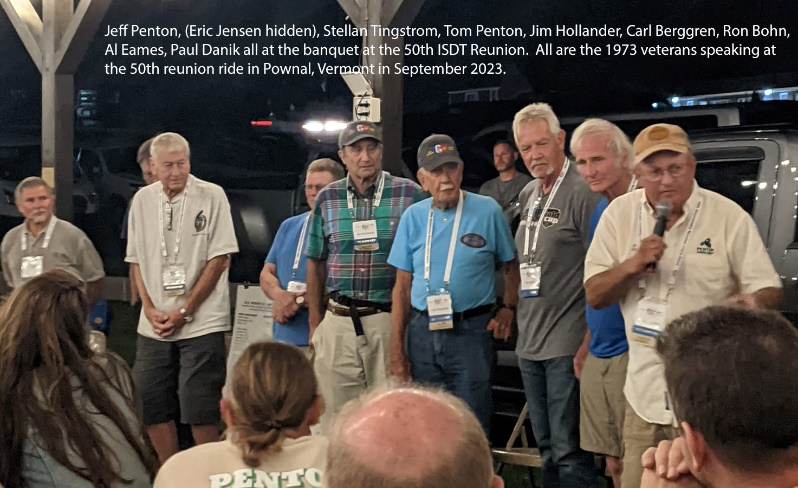 Jeff Penton, (Eric Jensen hidden), Stellan Tingstrom, Tom Penton, Jim Hollander, Carl Berggren, Ron Bohn,
Al Eames, Paul Danik all at the banquet at the 50th ISDT Reunion.  All are the 1973 veterans speaking at
the 50th reunion ride in Pownal, Vermont in September 2023.
PENTON
PENTO